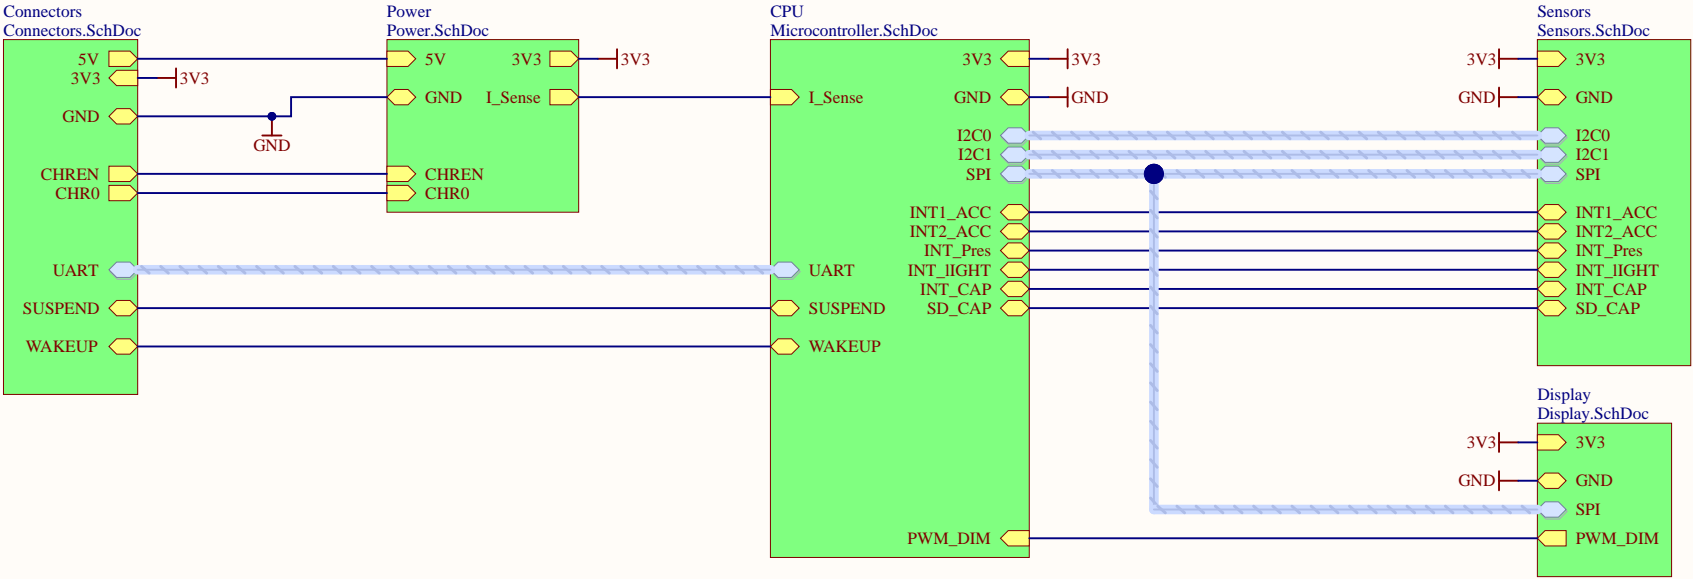 Connectors
Connectors.SchDoc
5V
3V3
3V3
GND
GND
CHREN
CHR0
UART
SUSPEND
WAKEUP
Power
Power.SchDoc
5V
3V3
3V3
GND
I_Sense
CHREN
CHR0
CPU
Microcontroller.SchDoc
3V3
3V3
I_Sense
GND
GND
I2C0
I2C1
SPI
INT1_ACC
INT2_ACC
INT_Pres
UART
INT_lIGHT
INT_CAP
SUSPEND
SD_CAP
WAKEUP
PWM_DIM
Sensors
Sensors.SchDoc
3V3
3V3
GND
GND
I2C0
I2C1
SPI
INT1_ACC
INT2_ACC
INT_Pres
INT_lIGHT
INT_CAP
SD_CAP
Display
Display.SchDoc
3V3
3V3
GND
GND
SPI
PWM_DIM